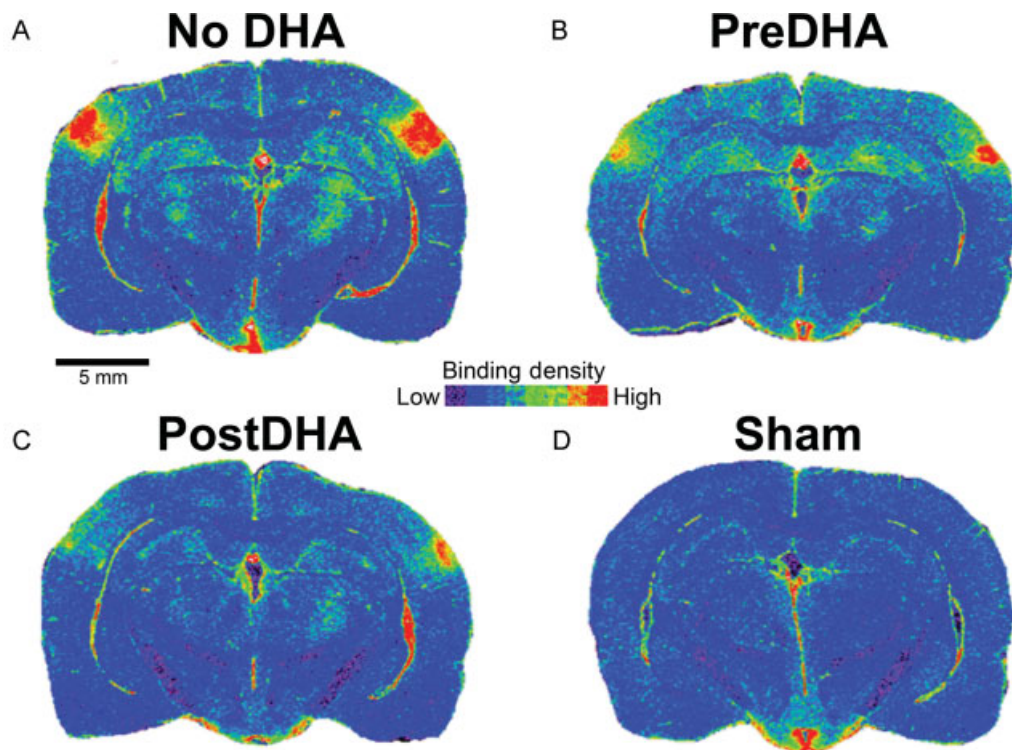 A No DHA
B PreDHA
5 mm
Binding density
Low High
C PostDHA
D Sham